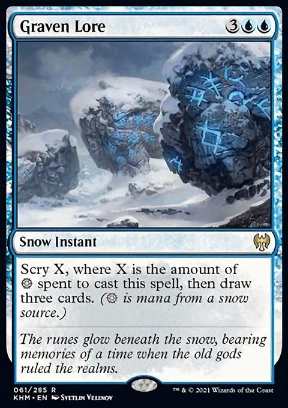 Graven Lore 3
Snow Instant
Scry X, where X is the amount of
spent to cast this spell, then draw
three cards. ( is mana from a snow
source.)
The runes glow beneath the snow, bearing
memories of a time when the old gods
ruled the realms.
061/285 R
KHM • EN Svetlin Velinov
™ & © 2021 Wizards of the Coast